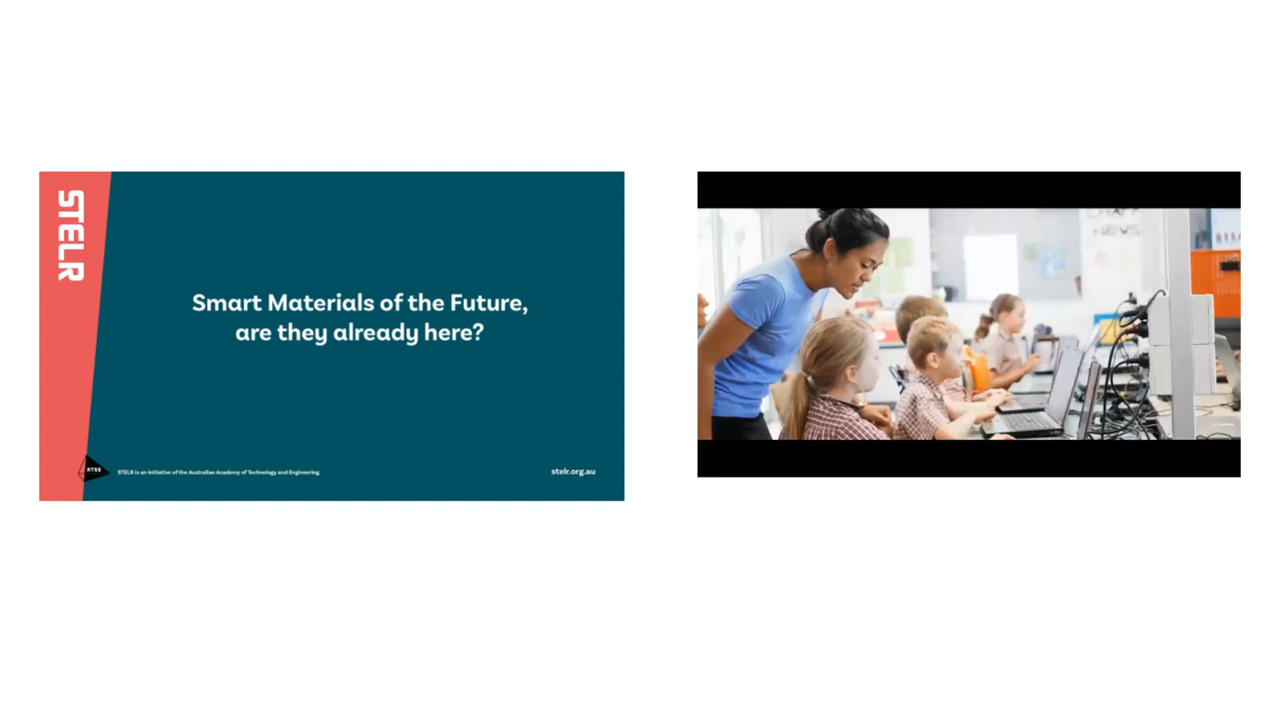 STELR
Smart Materials of the Future,
are they already here?
ATSE
STELR is an initiative of the Australian Academy of Technology and Engineering.
stelr.org.au